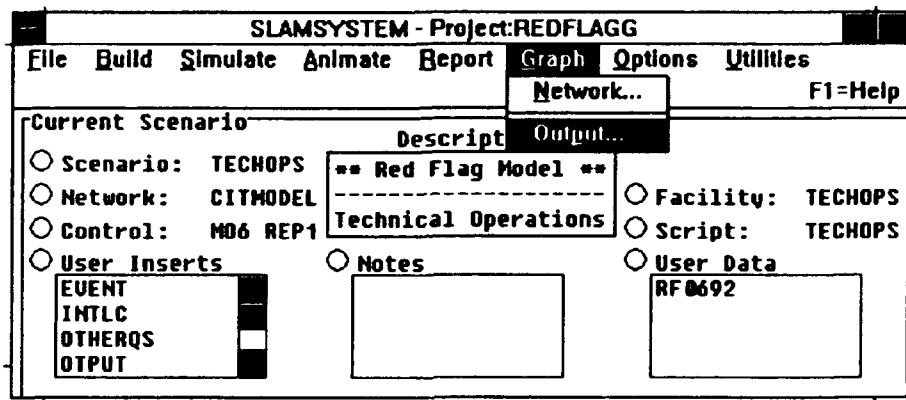 SLAMSYSTEM - Project:REDFLAGG
File Build Simulate Animate Report Graph Options Utilities
Network...
F1=Help
Output...
Current Scenario
Descript
Scenario: TECHOPS
** Red Flag Model **
Network: CITMODEL
--------------------
Facility: TECHOPS
Control: M06 REP1
Technical Operations
Script: TECHOPS
User Inserts
Notes
User Data
EVENT
INTLC
OTHERQS
OTPUT
RF0692